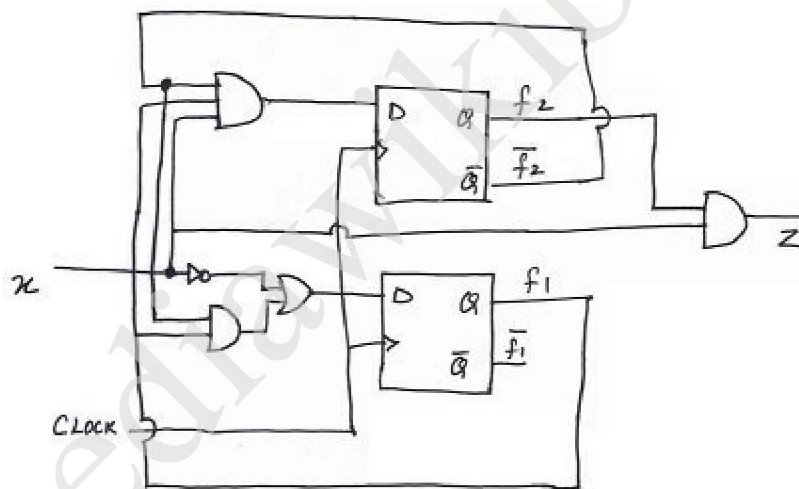 D Q f2
Q̅ f̅2
Z
x
D Q f1
Q̅ f̅1
CLOCK